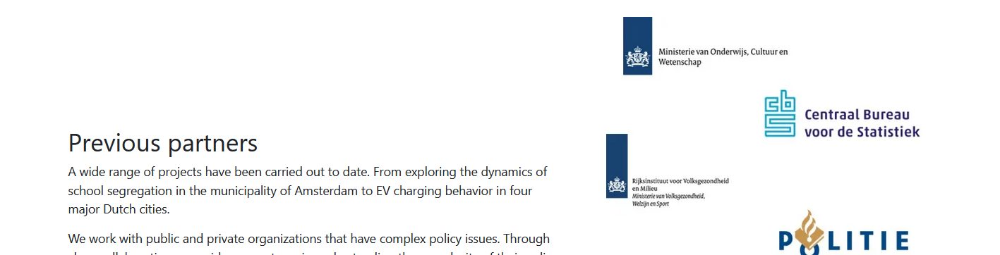 Ministerie van Onderwijs, Cultuur en
Wetenschap
cbs
Centraal Bureau
voor de Statistiek
Previous partners
A wide range of projects have been carried out to date. From exploring the dynamics of
school segregation in the municipality of Amsterdam to EV charging behavior in four
major Dutch cities.
Rijksinstituut voor Volksgezondheid
en Milieu
Ministerie van Volksgezondheid,
Welzijn en Sport
We work with public and private organizations that have complex policy issues. Through
POLITIE